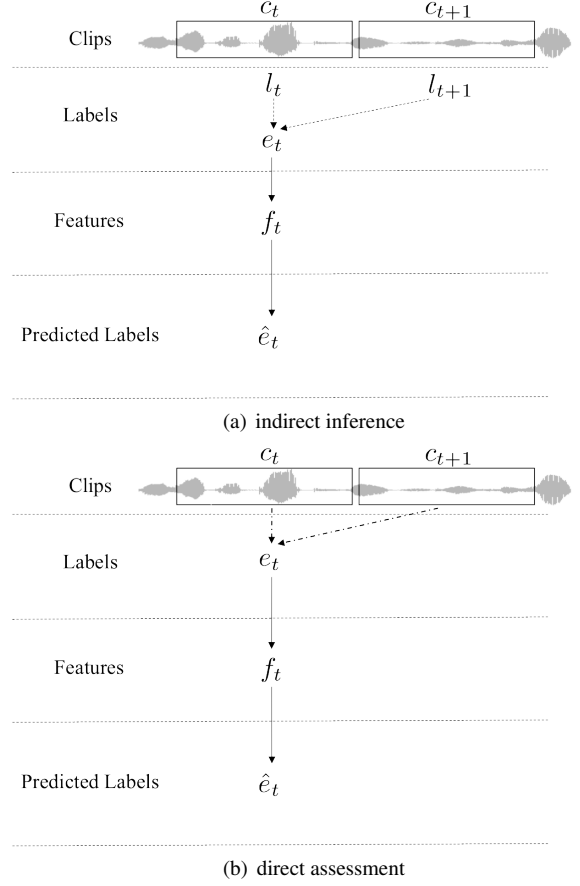 c_t c_{t+1}
Clips
l_t l_{t+1}
Labels
e_t
Features f_t
Predicted Labels ê_t
(a) indirect inference
c_t c_{t+1}
Clips
Labels e_t
Features f_t
Predicted Labels ê_t
(b) direct assessment